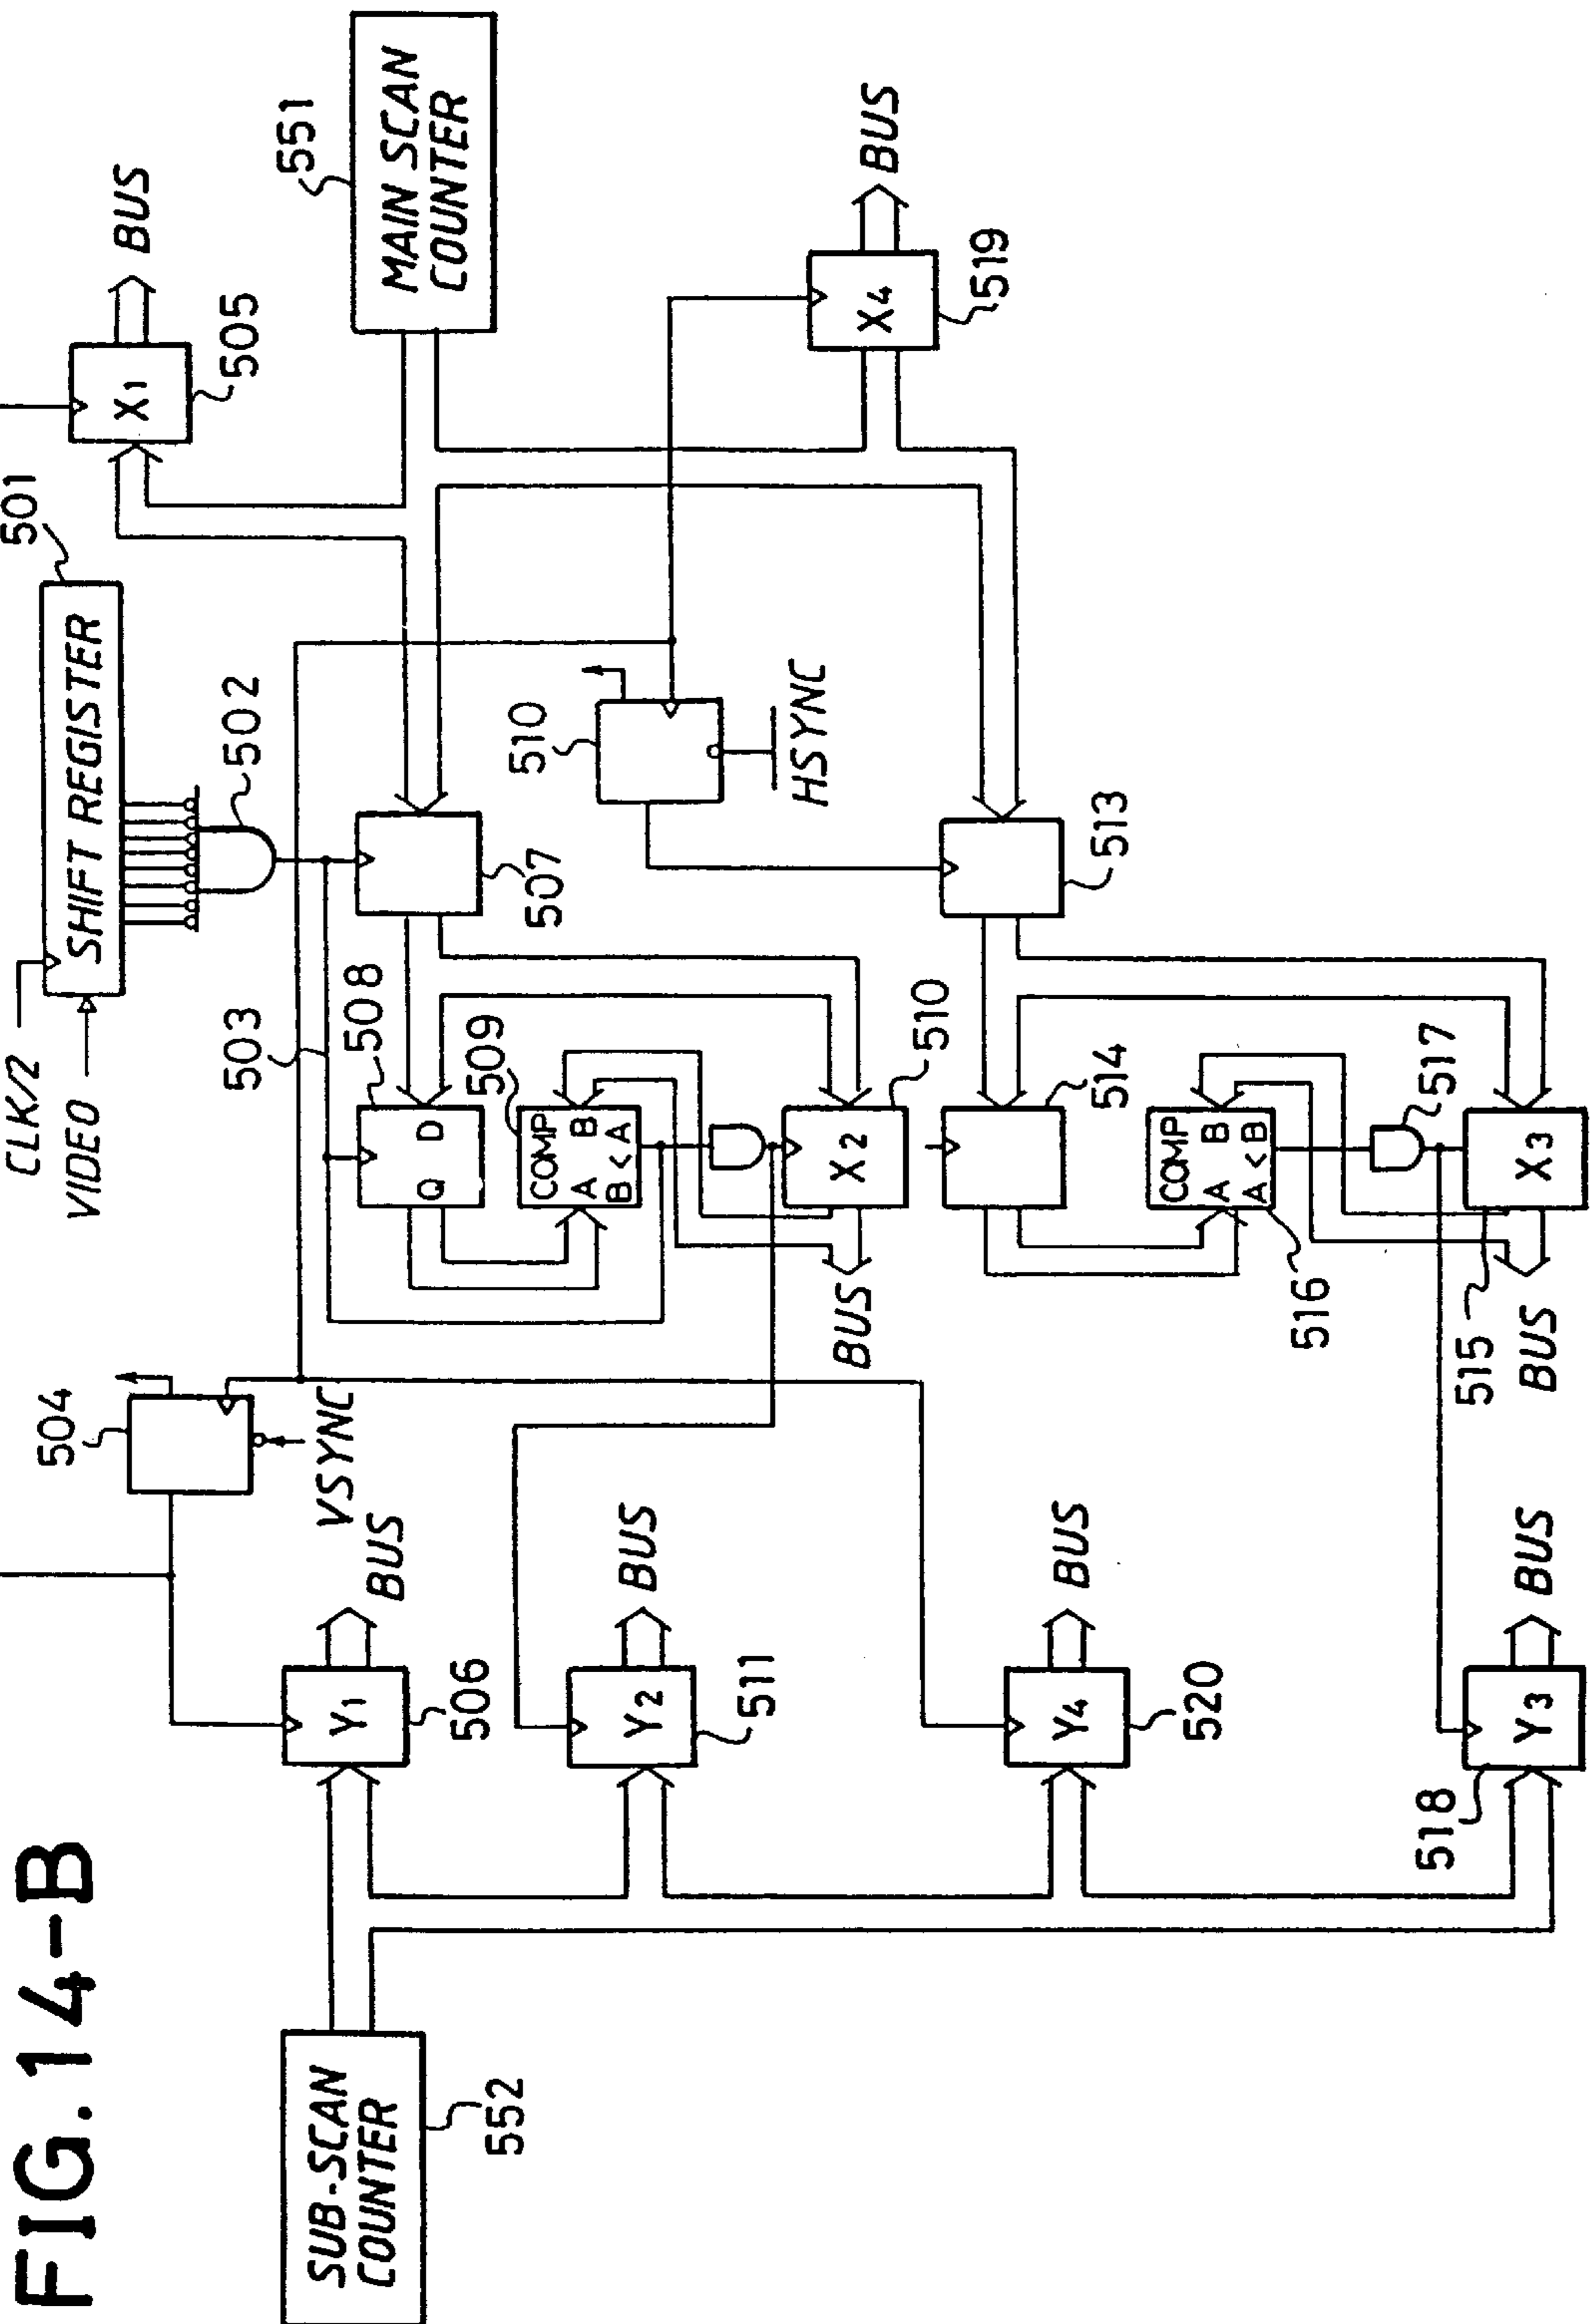 FIG.14-B
CLK/2
VIDEO
SHIFT REGISTER
501
502
503
504
VSYNC
X1
505
BUS
MAIN SCAN
COUNTER
551
SUB-SCAN
COUNTER
552
Y1
506
BUS
507
508
Q
D
509
COMP
A
B
B<A
X2
510
BUS
510
HSYNC
Y2
511
BUS
X4
519
BUS
513
514
COMP
A
B
A<B
516
517
X3
515
BUS
Y4
520
BUS
Y3
518
BUS